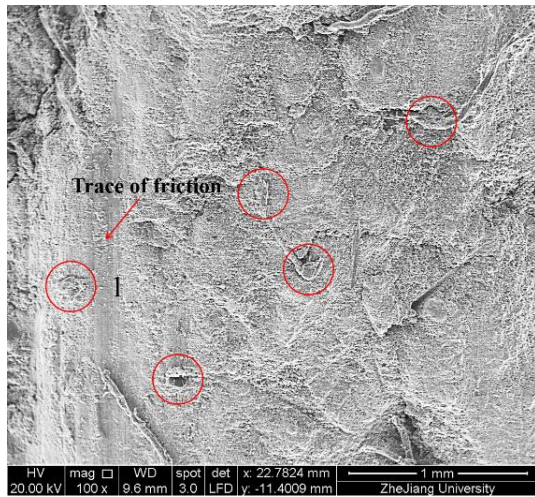 Trace of friction
1
HV mag □ WD spot det x: 22.7824 mm 1 mm
20.00 kV 100 x 9.6 mm 3.0 LFD y: -11.4009 mm ZheJiang University